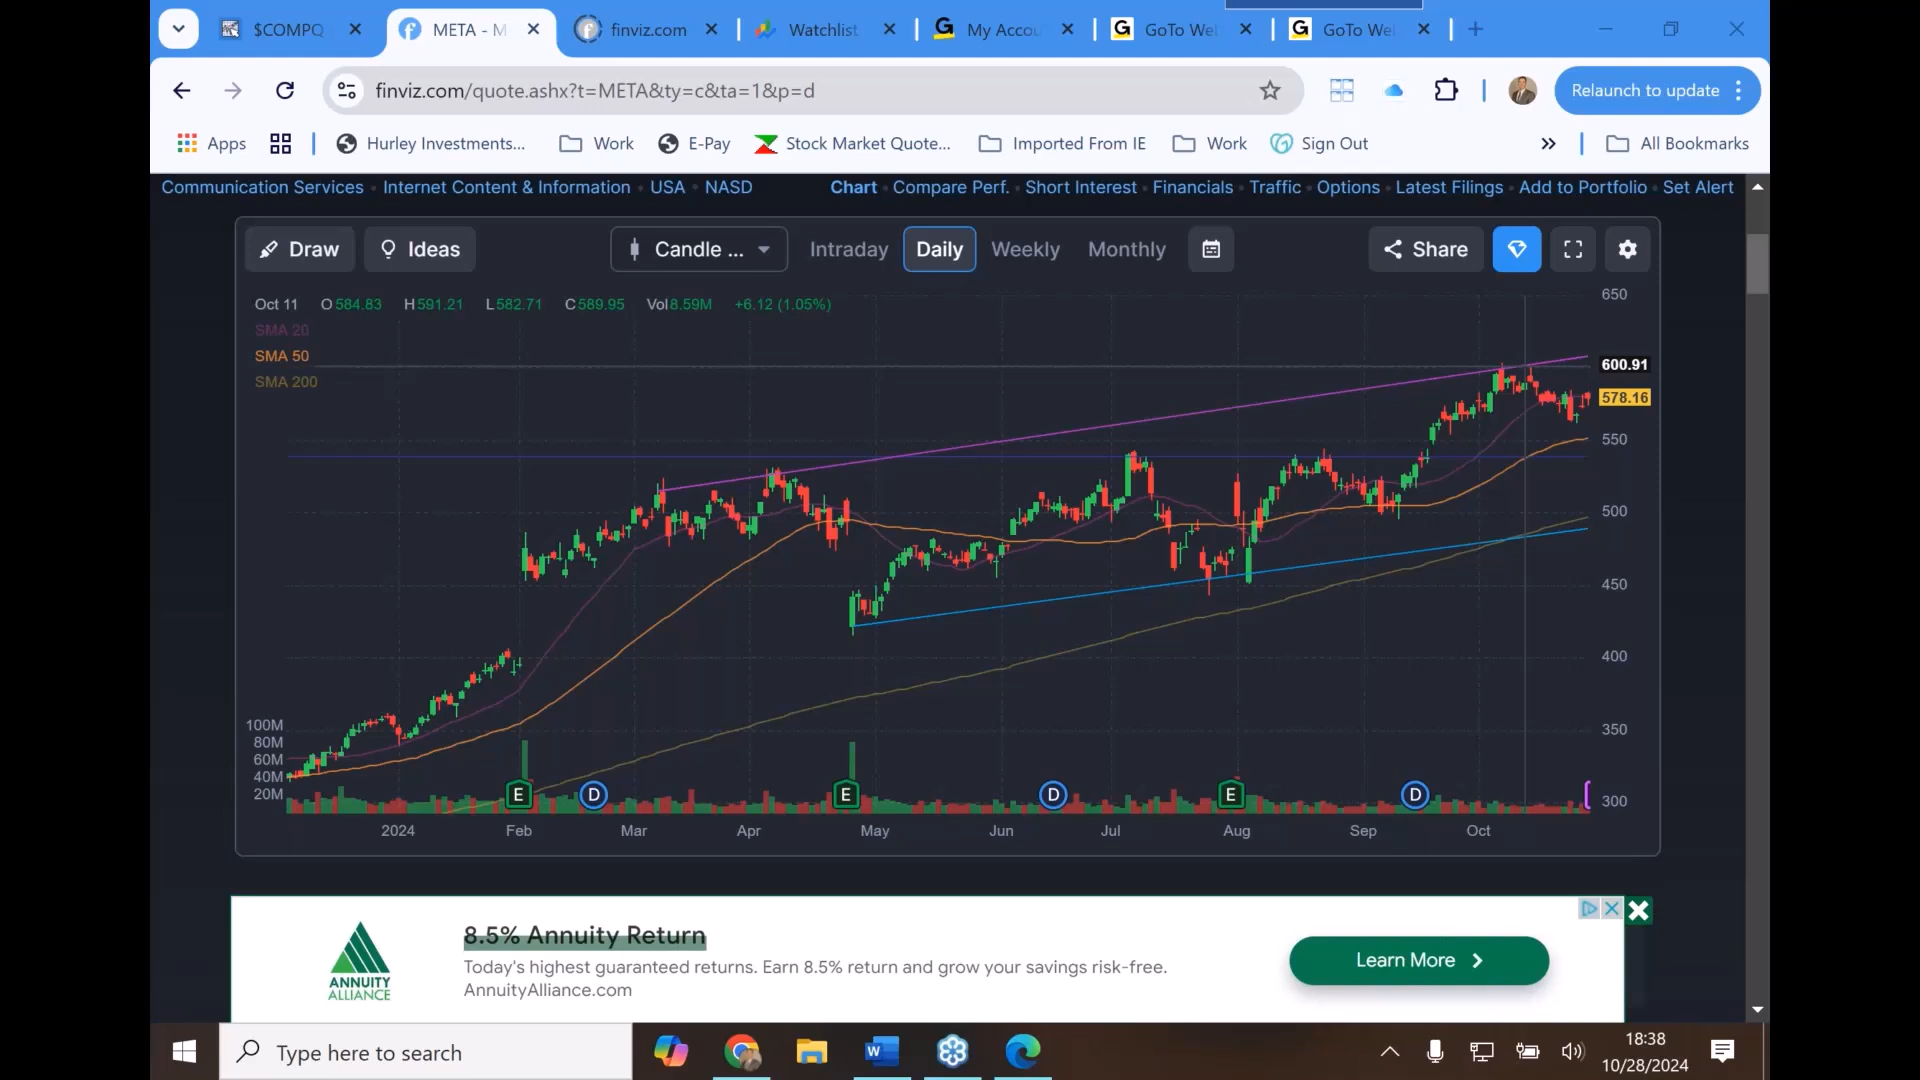 $COMPQ
META - M
finviz.com
Watchlist
My Accou
GoTo We
GoTo We
finviz.com/quote.ashx?t=META&ty=c&ta=1&p=d
Relaunch to update
Apps
Hurley Investments...
Work
E-Pay
Stock Market Quote...
Imported From IE
Work
Sign Out
All Bookmarks
Communication Services • Internet Content & Information • USA • NASD
Chart • Compare Perf. • Short Interest • Financials • Traffic • Options • Latest Filings • Add to Portfolio • Set Alert
Draw
Ideas
Candle ...
Intraday
Daily
Weekly
Monthly
Share
Oct 11 O 584.83 H 591.21 L 582.71 C 589.95 Vol 8.59M +6.12 (1.05%)
SMA 20
SMA 50
SMA 200
650
600.91
578.16
550
500
450
400
350
300
100M
80M
60M
40M
20M
E
D
E
D
E
D
2024 Feb Mar Apr May Jun Jul Aug Sep Oct
ANNUITY
ALLIANCE
8.5% Annuity Return
Today's highest guaranteed returns. Earn 8.5% return and grow your savings risk-free.
AnnuityAlliance.com
Learn More
Type here to search
W
18:38
10/28/2024